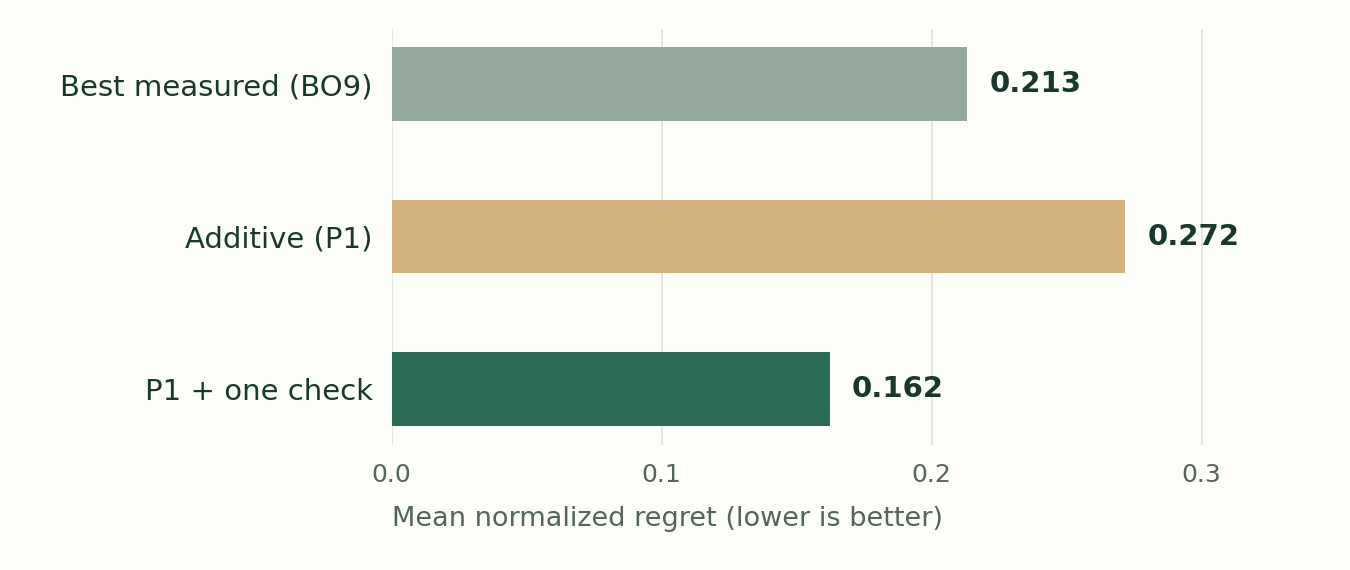 Best measured (BO9) 0.213
Additive (P1) 0.272
P1 + one check 0.162
0.0 0.1 0.2 0.3
Mean normalized regret (lower is better)